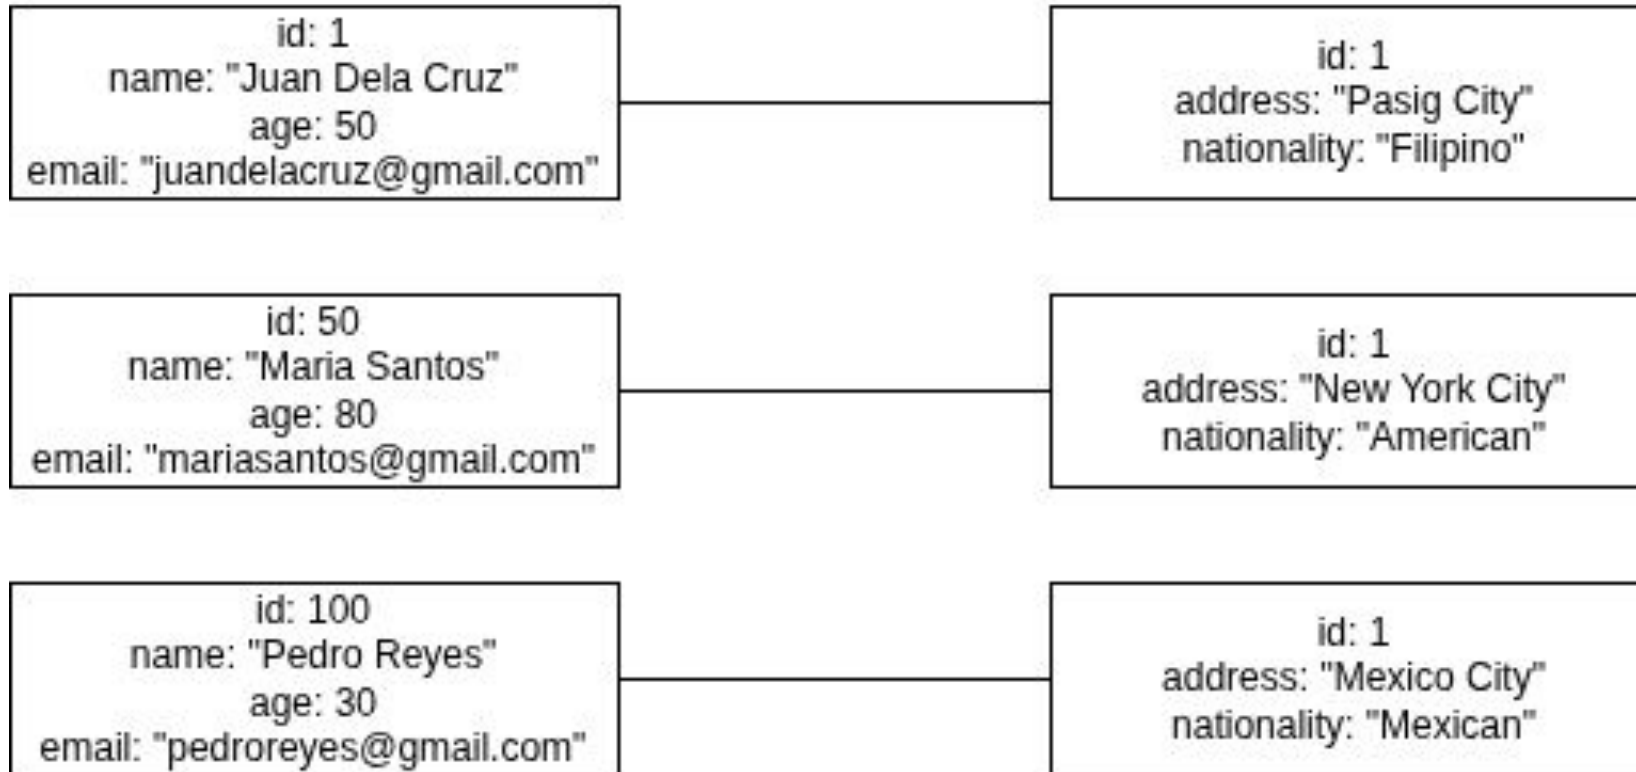 id: 1
name: "Juan Dela Cruz"
age: 50
email: "juandelacruz@gmail.com"
id: 1
address: "Pasig City"
nationality: "Filipino"
id: 50
name: "Maria Santos"
age: 80
email: "mariasantos@gmail.com"
id: 1
address: "New York City"
nationality: "American"
id: 100
name: "Pedro Reyes"
age: 30
email: "pedroreyes@gmail.com"
id: 1
address: "Mexico City"
nationality: "Mexican"